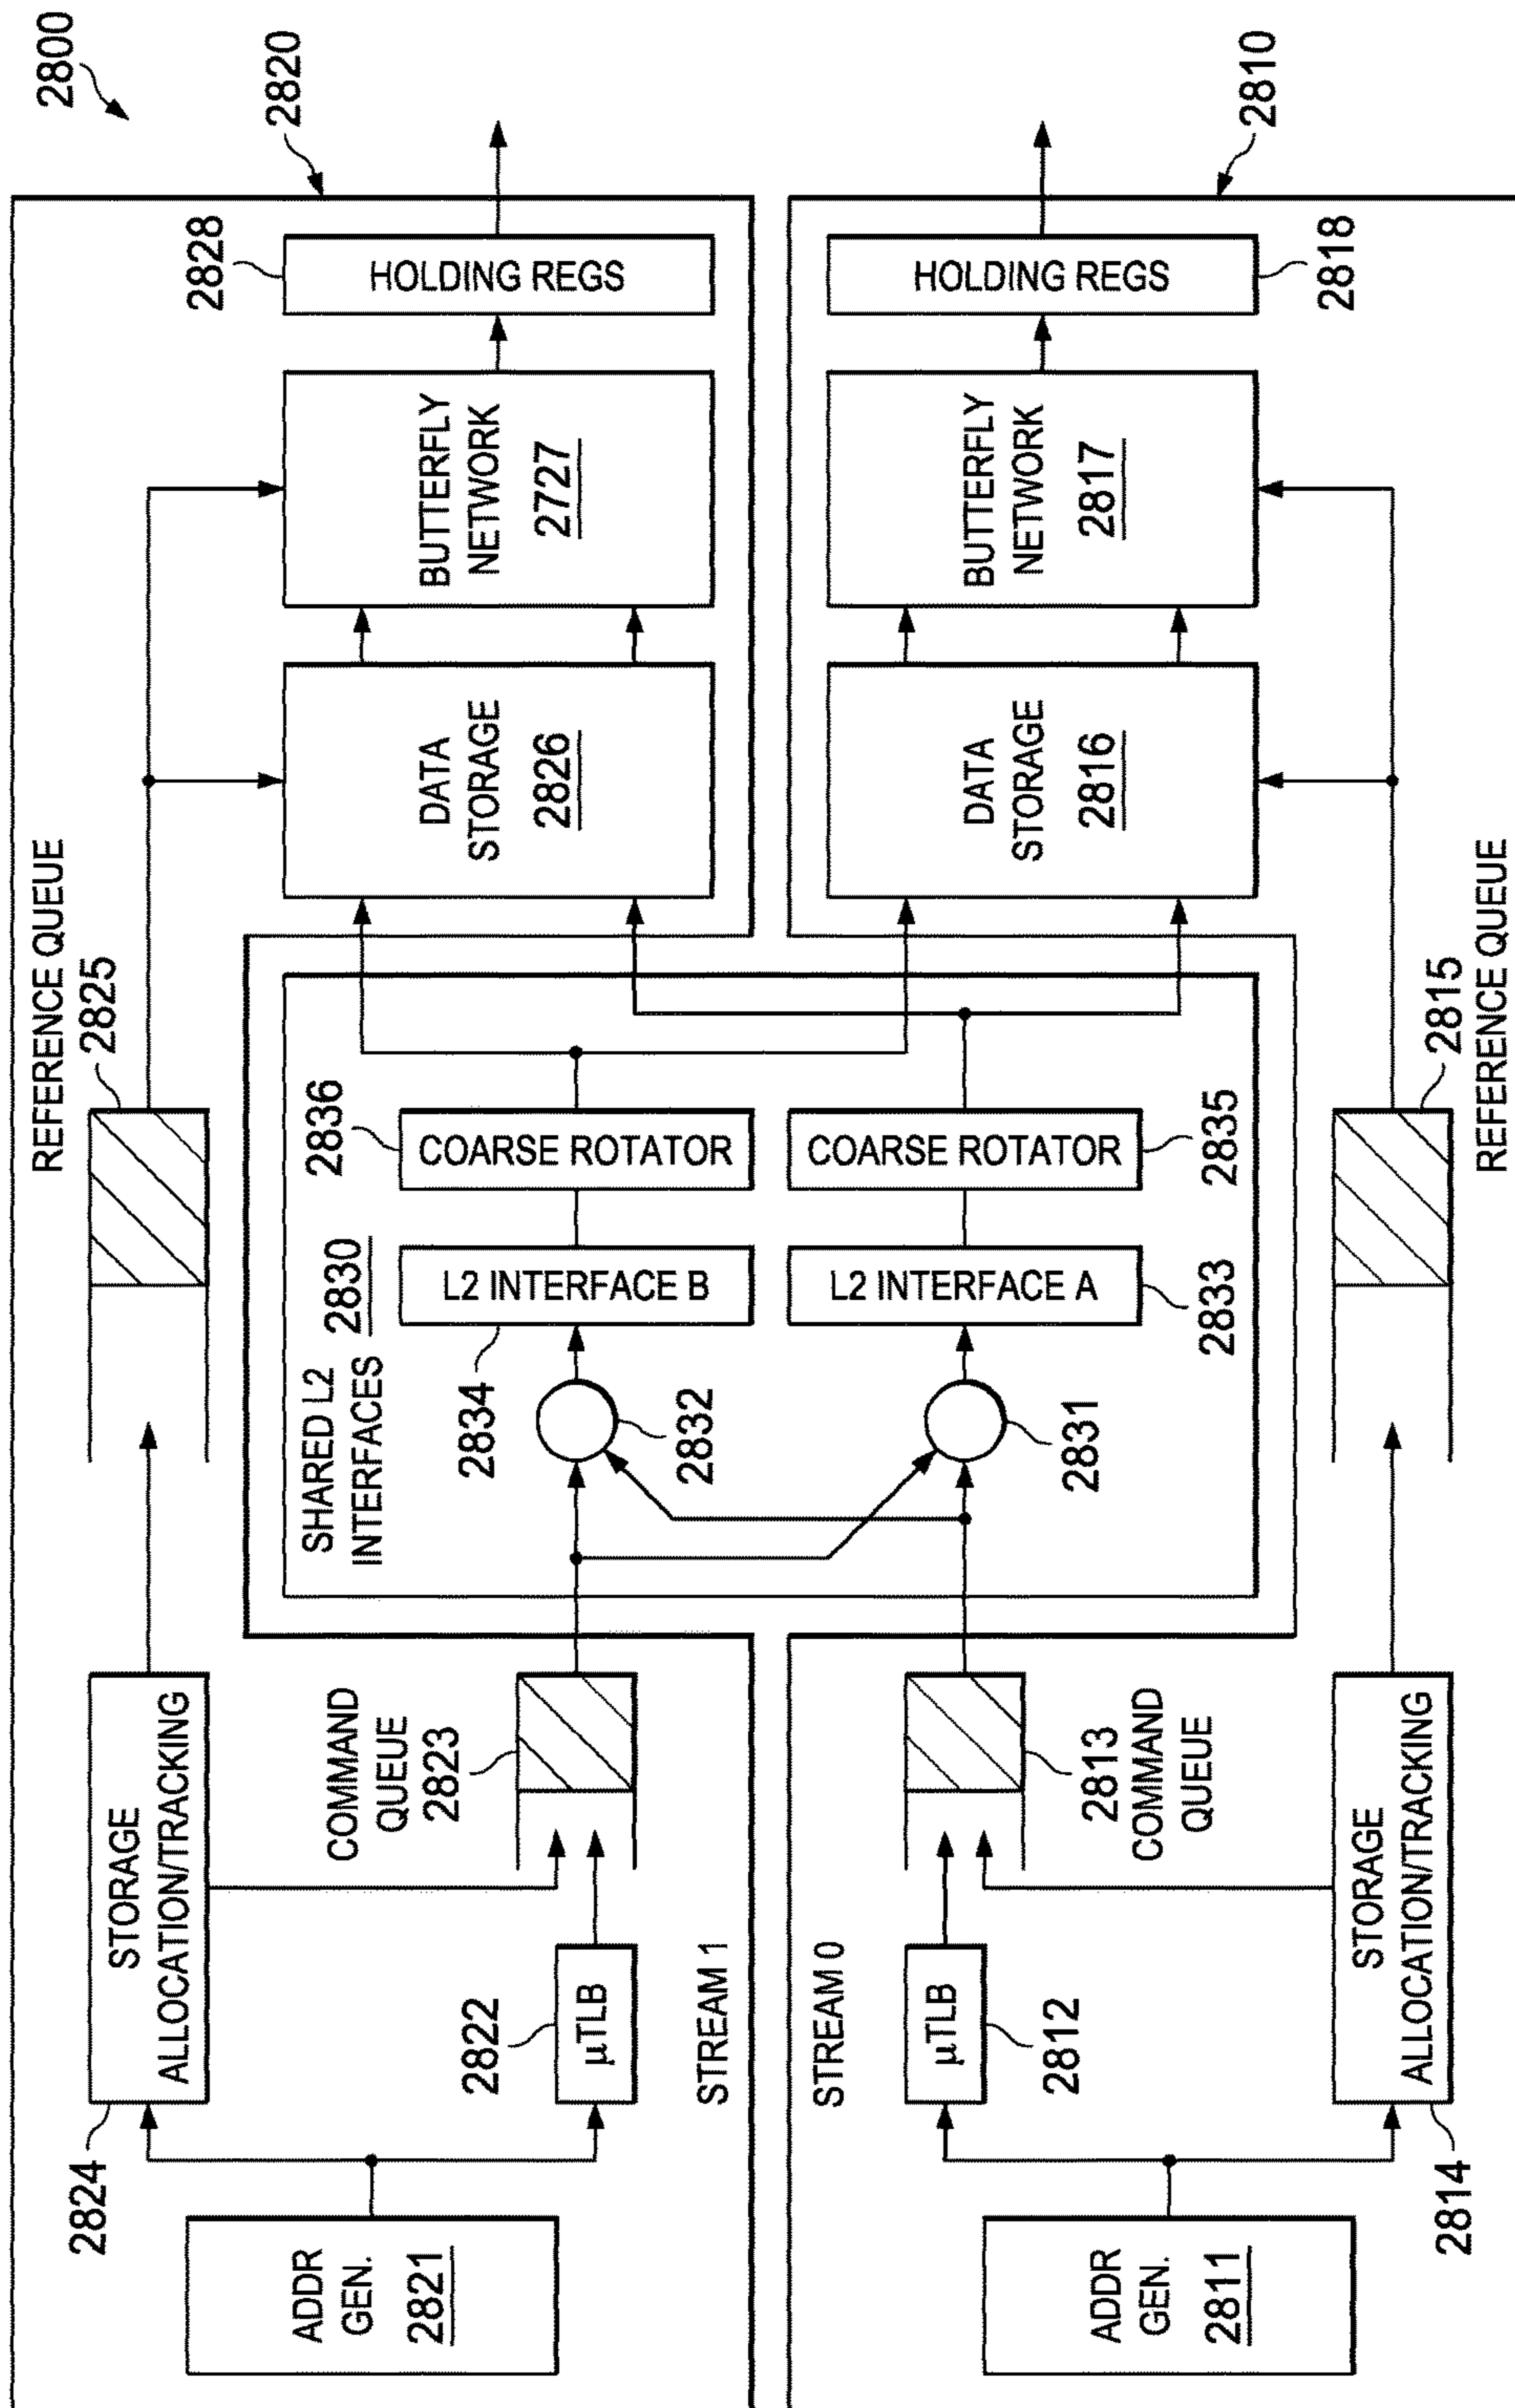 2800
2820
2810
REFERENCE QUEUE
2825
2824
STORAGE
ALLOCATION/TRACKING
ADDR
GEN.
2821
2822
µTLB
STREAM 1
COMMAND
QUEUE
2823
SHARED L2
INTERFACES
2830
2834
L2 INTERFACE B
2832
2836
COARSE ROTATOR
DATA
STORAGE
2826
BUTTERFLY
NETWORK
2727
2828
HOLDING REGS
STREAM 0
ADDR
GEN.
2811
µTLB
2812
2813
COMMAND
QUEUE
2831
L2 INTERFACE A
2833
COARSE ROTATOR
2835
DATA
STORAGE
2816
BUTTERFLY
NETWORK
2817
HOLDING REGS
2818
2814
STORAGE
ALLOCATION/TRACKING
2815
REFERENCE QUEUE